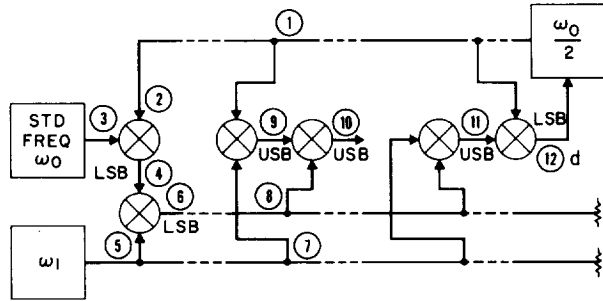 1
ω₀
2
2
3
STD
FREQ
ω₀
LSB
4
9
USB
10
USB
11
USB
LSB
12 d
6
LSB
8
5
7
ω₁